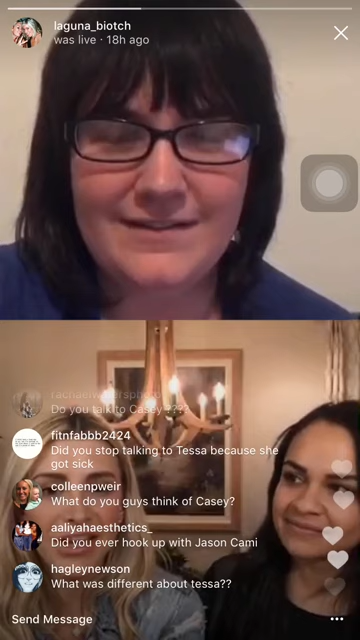 laguna_biotch
was live · 18h ago
Do you talk to Casey ????
fitnfabbb2424
Did you stop talking to Tessa because she
got sick
colleenpweir
What do you guys think of Casey?
aaliyahaesthetics_
Did you ever hook up with Jason Cami
hagleynewson
What was different about tessa??
Send Message